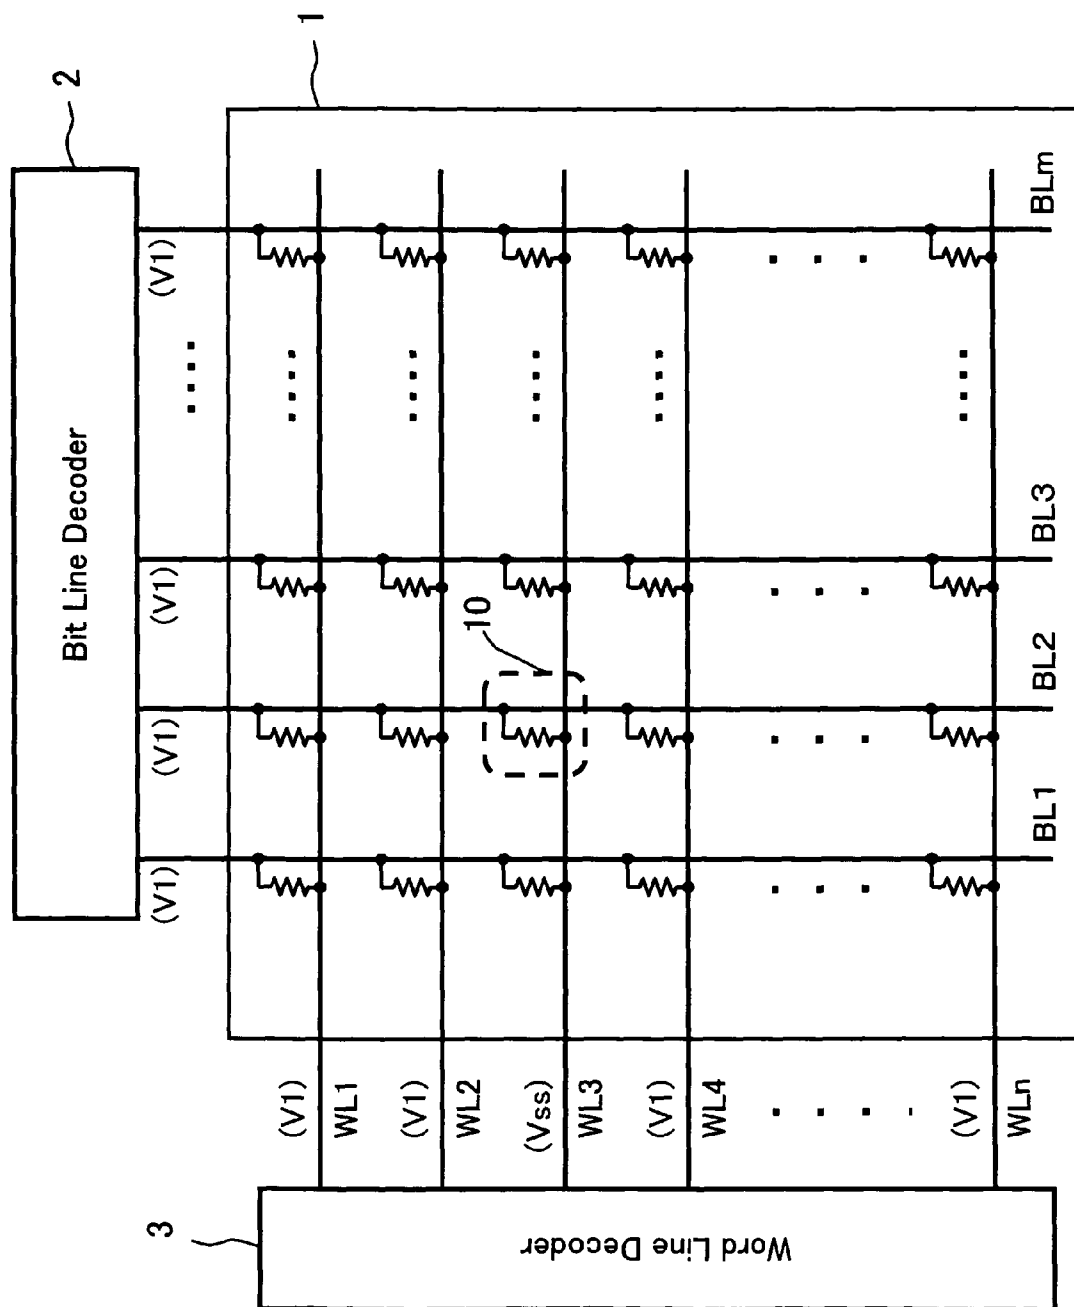 1
2
Bit Line Decoder
(V1)
(V1)
(V1)
(V1)
BLm
BL3
BL2
BL1
10
(V1)
WL1
(V1)
WL2
(Vss)
WL3
(V1)
WL4
(V1)
WLn
3
Word Line Decoder